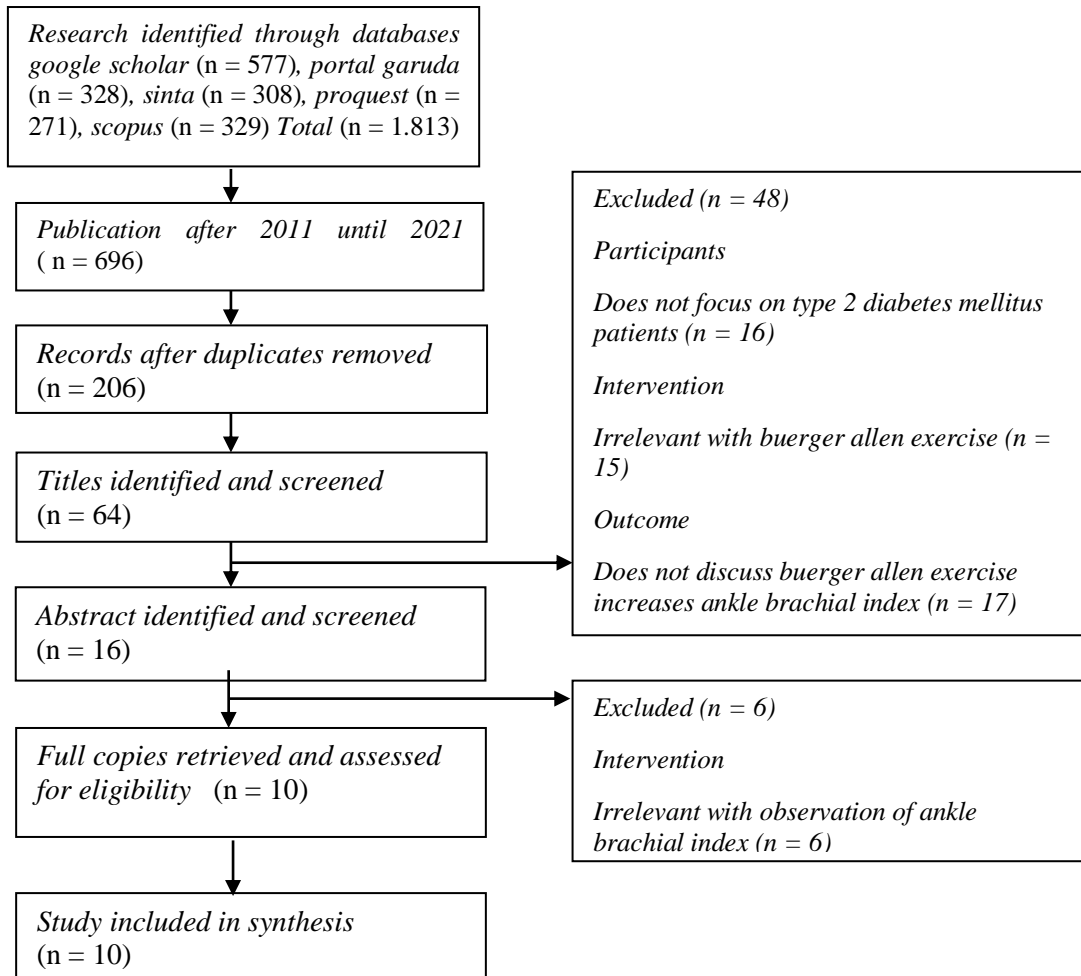 Research identified through databases
google scholar (n = 577), portal garuda
(n = 328), sinta (n = 308), proquest (n =
271), scopus (n = 329) Total (n = 1.813)
Publication after 2011 until 2021
( n = 696)
Records after duplicates removed
(n = 206)
Titles identified and screened
(n = 64)
Excluded (n = 48)
Participants
Does not focus on type 2 diabetes mellitus
patients (n = 16)
Intervention
Irrelevant with buerger allen exercise (n =
15)
Outcome
Does not discuss buerger allen exercise
increases ankle brachial index (n = 17)
Abstract identified and screened
(n = 16)
Excluded (n = 6)
Intervention
Irrelevant with observation of ankle
brachial index (n = 6)
Full copies retrieved and assessed
for eligibility (n = 10)
Study included in synthesis
(n = 10)